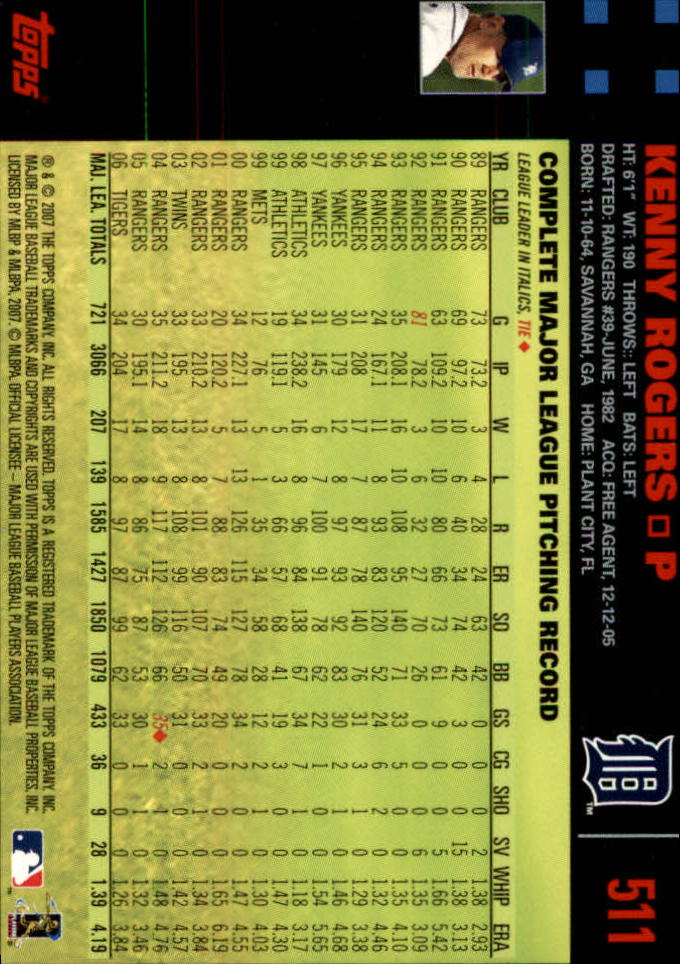 KENNY ROGERS P
511
HT: 6'1" WT: 190 THROWS: LEFT BATS: LEFT
DRAFTED: RANGERS #39-JUNE, 1982 ACQ: FREE AGENT, 12-12-05
BORN: 11-10-64, SAVANNAH, GA HOME: PLANT CITY, FL
TM
COMPLETE MAJOR LEAGUE PITCHING RECORD
LEAGUE LEADER IN ITALICS, TIE ♦
YR CLUB G IP W L R ER SO BB GS CG SHO SV WHIP ERA
89 RANGERS 73 73.2 3 4 28 24 63 42 0 0 0 2 1.38 2.93
90 RANGERS 69 97.2 10 6 40 34 74 42 3 0 0 15 1.38 3.13
91 RANGERS 63 109.2 10 10 80 66 73 61 9 0 0 5 1.66 5.42
92 RANGERS 81 78.2 3 6 32 27 70 26 0 0 0 6 1.35 3.09
93 RANGERS 35 208.1 16 10 108 95 140 71 33 5 0 0 1.35 4.10
94 RANGERS 24 167.1 11 8 93 83 120 52 24 6 2 0 1.32 4.46
95 RANGERS 31 208 17 7 87 78 140 76 31 3 1 0 1.29 3.38
96 YANKEES 30 179 12 8 97 93 92 83 30 2 1 0 1.46 4.68
97 YANKEES 31 145 6 7 100 91 78 62 22 1 0 0 1.54 5.65
98 ATHLETICS 34 238.2 16 8 96 84 138 67 34 7 1 0 1.18 3.17
99 ATHLETICS 19 119.1 5 3 66 57 68 41 19 3 0 0 1.47 4.30
99 METS 12 76 5 1 35 34 58 28 12 2 1 0 1.30 4.03
00 RANGERS 34 227.1 13 13 126 115 127 78 34 2 0 0 1.47 4.55
01 RANGERS 20 120.2 5 7 88 83 74 49 20 0 0 0 1.65 6.19
02 RANGERS 33 210.2 13 8 101 90 107 70 33 2 1 0 1.34 3.84
03 TWINS 33 195 13 8 108 99 116 50 31 0 0 0 1.42 4.57
04 RANGERS 35 211.2 18 9 117 112 126 66 35♦ 2 1 0 1.48 4.76
05 RANGERS 30 195.1 14 8 86 75 87 53 30 1 1 0 1.32 3.46
06 TIGERS 34 204 17 8 97 87 99 62 33 0 0 0 1.26 3.84
MAJ. LEA. TOTALS 721 3066 207 139 1585 1427 1850 1079 433 36 9 28 1.39 4.19
® & © 2007 THE TOPPS COMPANY, INC. ALL RIGHTS RESERVED. TOPPS IS A REGISTERED TRADEMARK OF THE TOPPS COMPANY, INC.
MAJOR LEAGUE BASEBALL TRADEMARKS AND COPYRIGHTS ARE USED WITH PERMISSION OF MAJOR LEAGUE BASEBALL PROPERTIES, INC.
LICENSED BY MLBP & MLBPA, 2007. © MLBPA. OFFICIAL LICENSEE – MAJOR LEAGUE BASEBALL PLAYERS ASSOCIATION.
topps